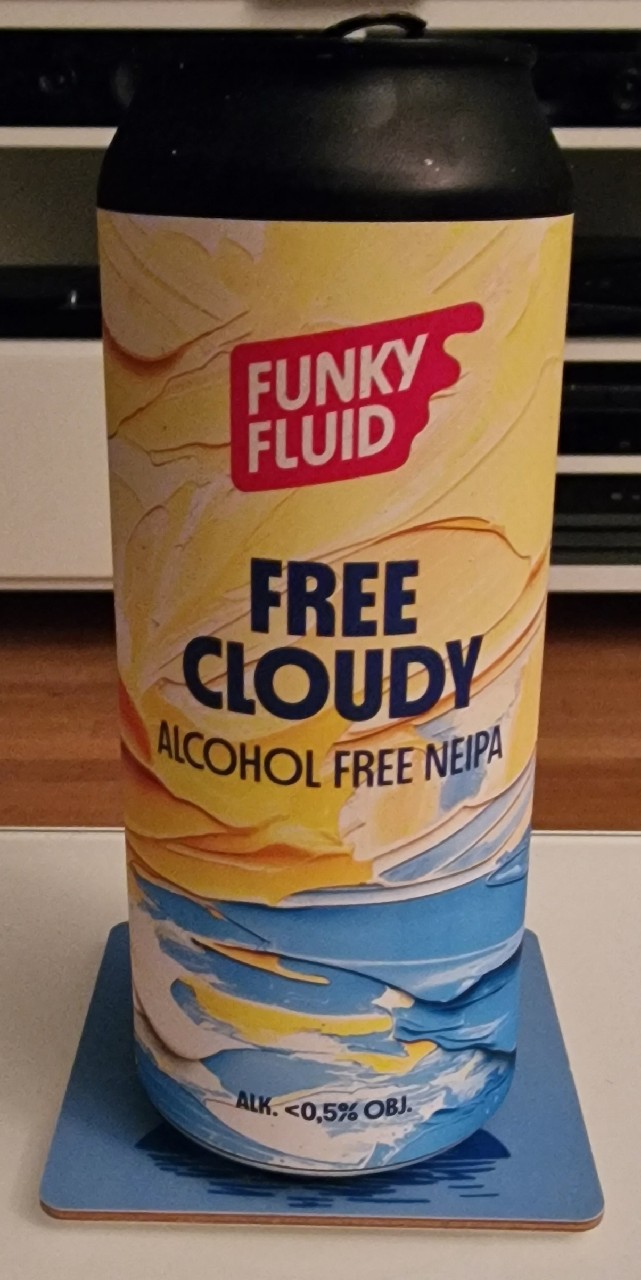 FUNKY
FLUID
FREE
CLOUDY
ALCOHOL FREE NEIPA
ALK. <0,5% OBJ.